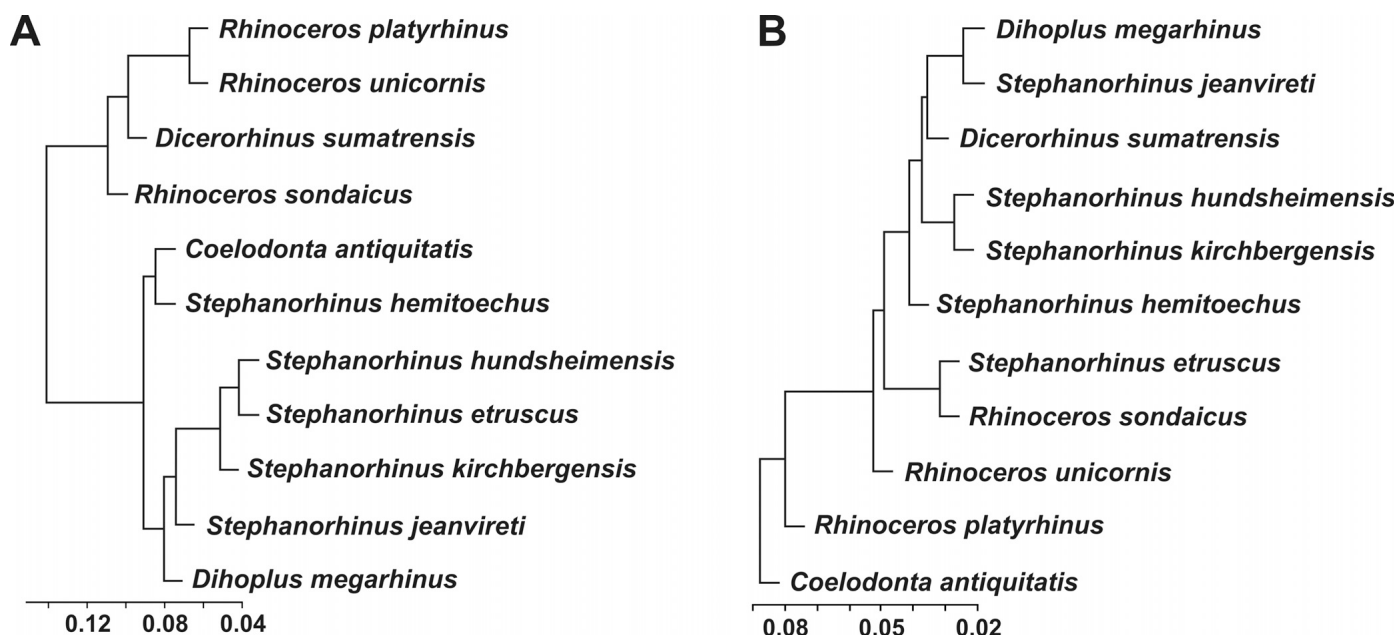 A
Rhinoceros platyrhinus
Rhinoceros unicornis
Dicerorhinus sumatrensis
Rhinoceros sondaicus
Coelodonta antiquitatis
Stephanorhinus hemitoechus
Stephanorhinus hundsheimensis
Stephanorhinus etruscus
Stephanorhinus kirchbergensis
Stephanorhinus jeanvireti
Dihoplus megarhinus
0.12 0.08 0.04
B
Dihoplus megarhinus
Stephanorhinus jeanvireti
Dicerorhinus sumatrensis
Stephanorhinus hundsheimensis
Stephanorhinus kirchbergensis
Stephanorhinus hemitoechus
Stephanorhinus etruscus
Rhinoceros sondaicus
Rhinoceros unicornis
Rhinoceros platyrhinus
Coelodonta antiquitatis
0.08 0.05 0.02